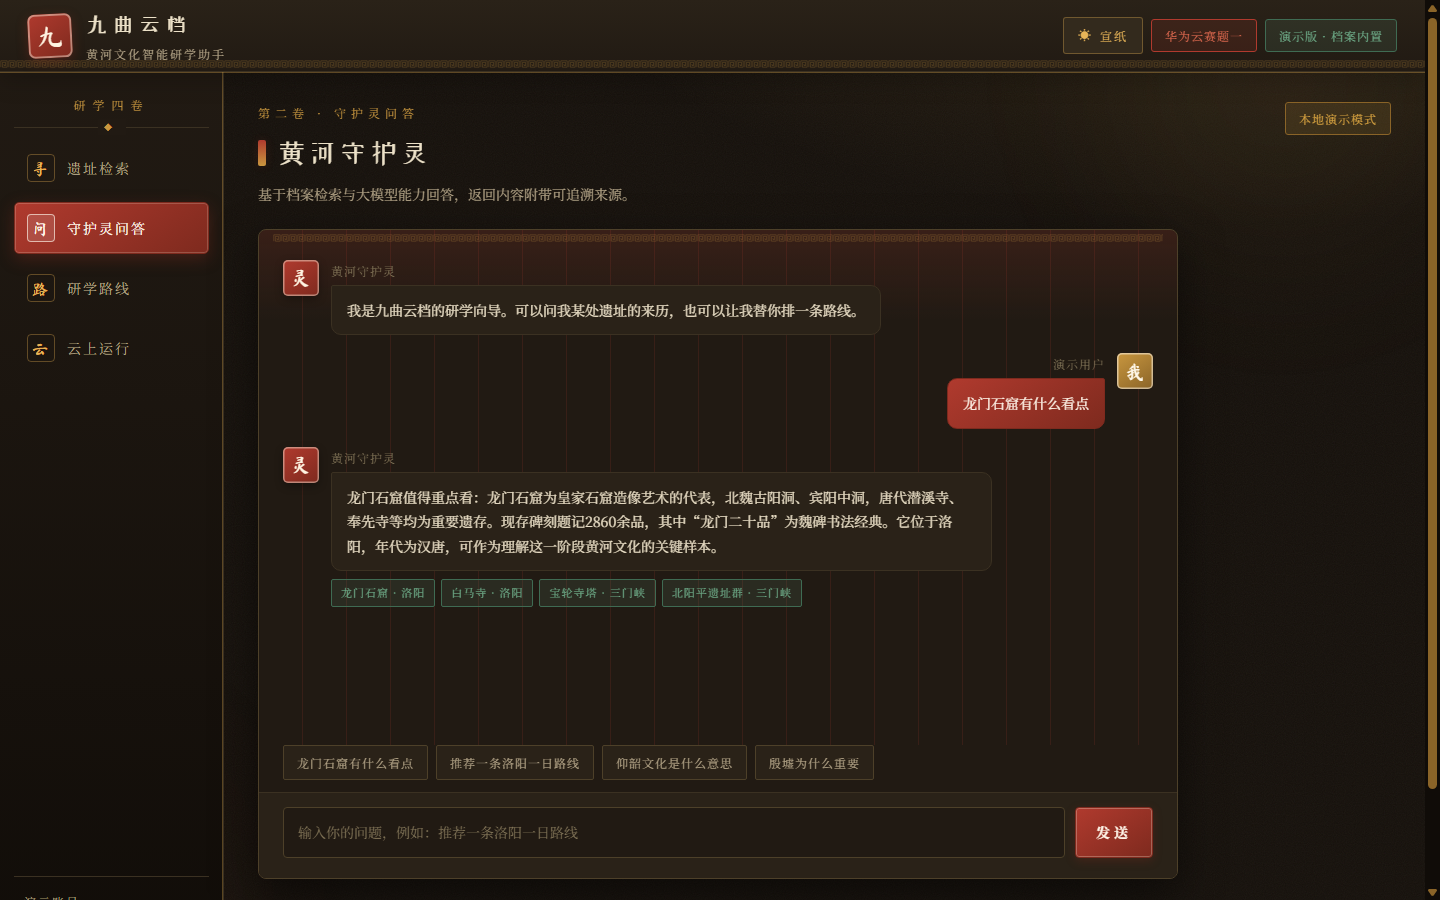 九
九曲云档
黄河文化智能研学助手
宣纸
华为云赛题一
演示版 · 档案内置
研学四卷
寻
遗址检索
问
守护灵问答
路
研学路线
云
云上运行
第二卷 · 守护灵问答
黄河守护灵
基于档案检索与大模型能力回答，返回内容附带可追溯来源。
本地演示模式
灵
黄河守护灵
我是九曲云档的研学向导。可以问我某处遗址的来历，也可以让我替你排一条路线。
演示用户
我
龙门石窟有什么看点
灵
黄河守护灵
龙门石窟值得重点看：龙门石窟为皇家石窟造像艺术的代表，北魏古阳洞、宾阳中洞，唐代潜溪寺、
奉先寺等均为重要遗存。现存碑刻题记2860余品，其中“龙门二十品”为魏碑书法经典。它位于洛
阳，年代为汉唐，可作为理解这一阶段黄河文化的关键样本。
龙门石窟 · 洛阳
白马寺 · 洛阳
宝轮寺塔 · 三门峡
北阳平遗址群 · 三门峡
龙门石窟有什么看点
推荐一条洛阳一日路线
仰韶文化是什么意思
殷墟为什么重要
输入你的问题，例如：推荐一条洛阳一日路线
发送